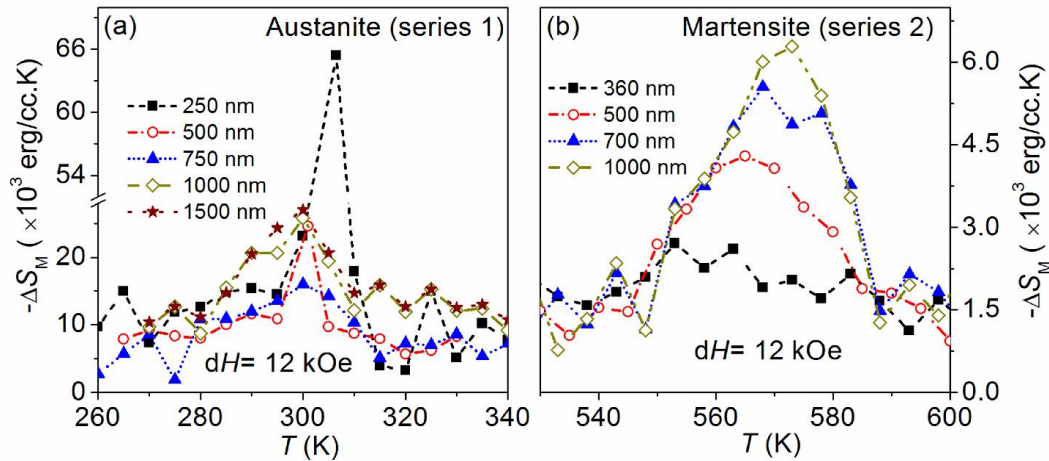 (a) Austanite (series 1)
-ΔS_M ( ×10³ erg/cc.K)
66
60
54
20
10
0
250 nm
500 nm
750 nm
1000 nm
1500 nm
dH= 12 kOe
260 280 300 320 340
T (K)
(b) Martensite (series 2)
360 nm
500 nm
700 nm
1000 nm
dH= 12 kOe
540 560 580 600
T (K)
6.0
4.5
3.0
1.5
0.0
-ΔS_M ( ×10³ erg/cc.K)